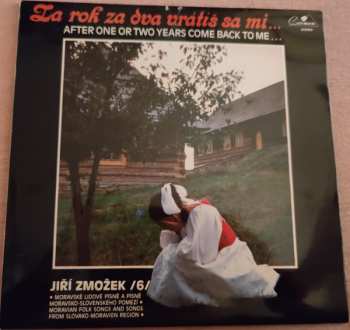 Za rok za dva vrátiš sa mi...
AFTER ONE OR TWO YEARS COME BACK TO ME...
JIŘÍ ZMOŽEK /6/
• MORAVSKÉ LIDOVÉ PÍSNĚ A PÍSNĚ
MORAVSKO-SLOVENSKÉHO POMEZÍ •
MORAVIAN FOLK SONGS AND SONGS
FROM SLOVAKO-MORAVIEN REGION •